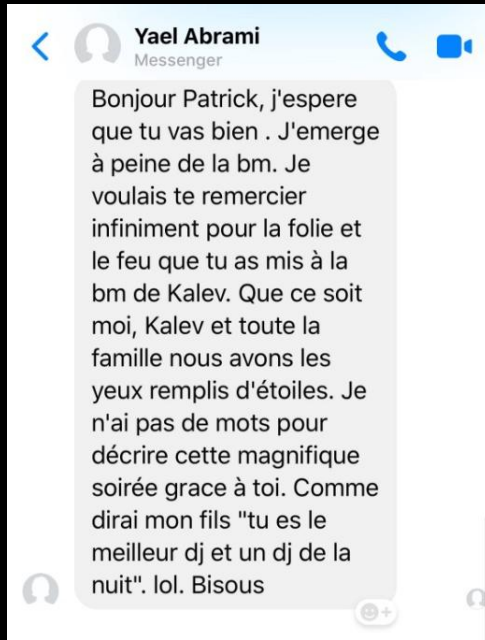 Yael Abrami
Messenger
Bonjour Patrick, j'espere
que tu vas bien . J'emerge
à peine de la bm. Je
voulais te remercier
infiniment pour la folie et
le feu que tu as mis à la
bm de Kalev. Que ce soit
moi, Kalev et toute la
famille nous avons les
yeux remplis d'étoiles. Je
n'ai pas de mots pour
décrire cette magnifique
soirée grace à toi. Comme
dirai mon fils "tu es le
meilleur dj et un dj de la
nuit". lol. Bisous